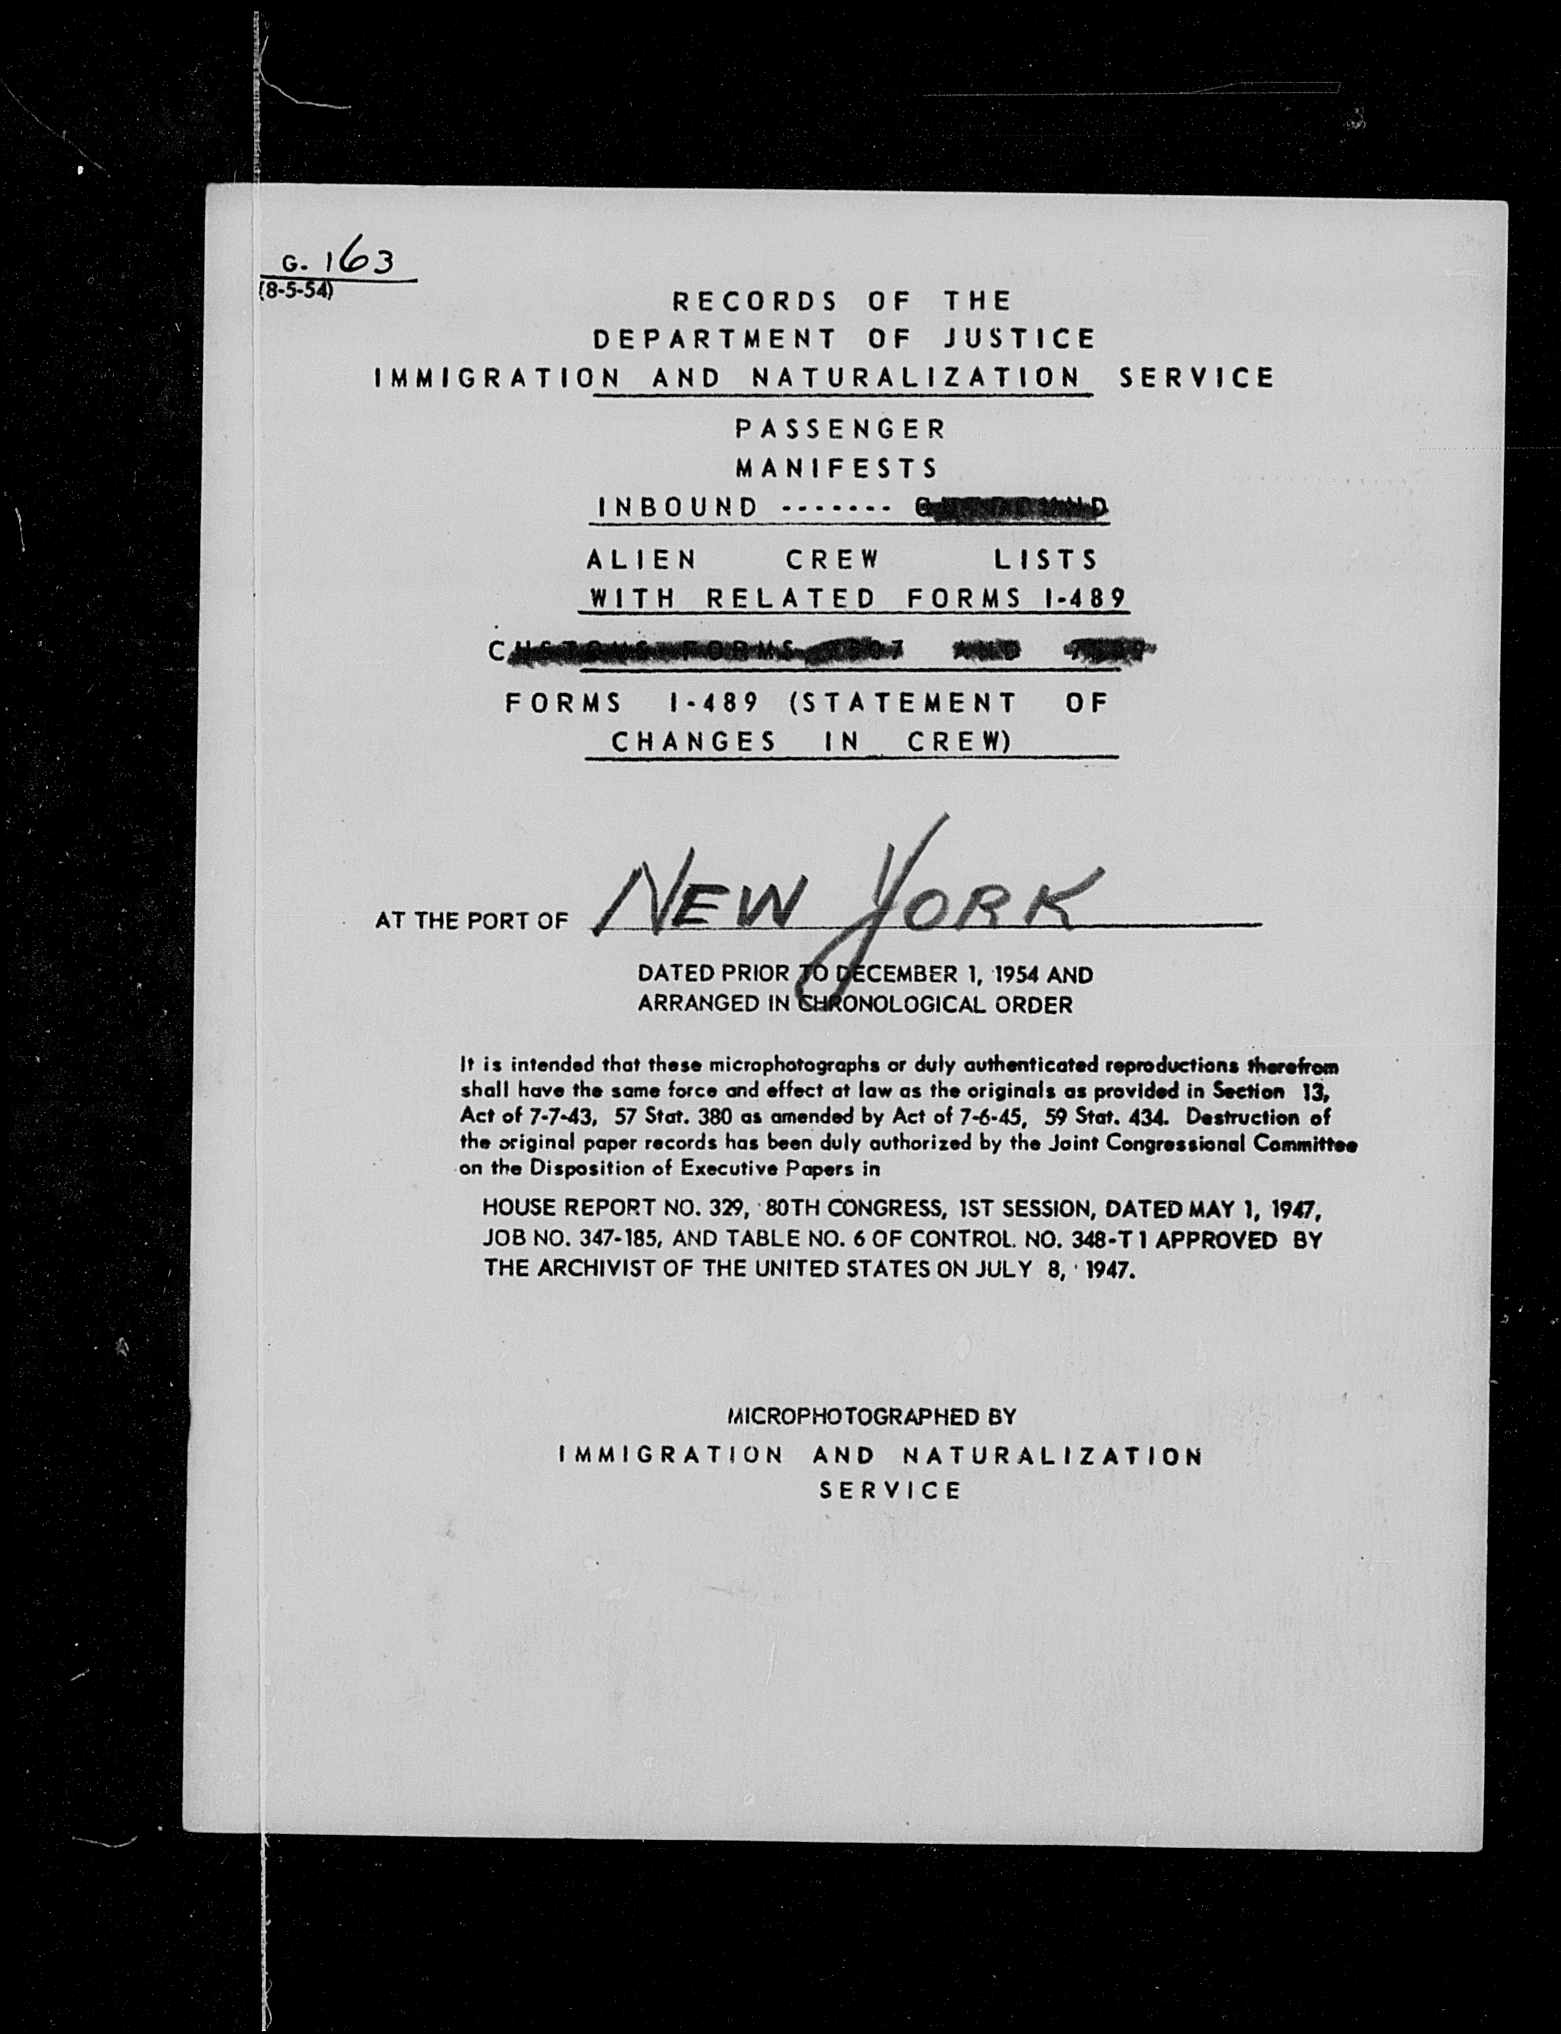 G-163
(8-5-54)
RECORDS OF THE
DEPARTMENT OF JUSTICE
IMMIGRATION AND NATURALIZATION SERVICE
PASSENGER
MANIFESTS
INBOUND -------
ALIEN CREW LISTS
WITH RELATED FORMS I-489
CUSTOMS FORMS AND
FORMS I-489 (STATEMENT OF
CHANGES IN CREW)
AT THE PORT OF NEW YORK
DATED PRIOR TO DECEMBER 1, 1954 AND
ARRANGED IN CHRONOLOGICAL ORDER
It is intended that these microphotographs or duly authenticated reproductions therefrom
shall have the same force and effect at law as the originals as provided in Section 13,
Act of 7-7-43, 57 Stat. 380 as amended by Act of 7-6-45, 59 Stat. 434. Destruction of
the original paper records has been duly authorized by the Joint Congressional Committee
on the Disposition of Executive Papers in
HOUSE REPORT NO. 329, 80TH CONGRESS, 1ST SESSION, DATED MAY 1, 1947,
JOB NO. 347-185, AND TABLE NO. 6 OF CONTROL NO. 348-T1 APPROVED BY
THE ARCHIVIST OF THE UNITED STATES ON JULY 8, 1947.
MICROPHOTOGRAPHED BY
IMMIGRATION AND NATURALIZATION
SERVICE